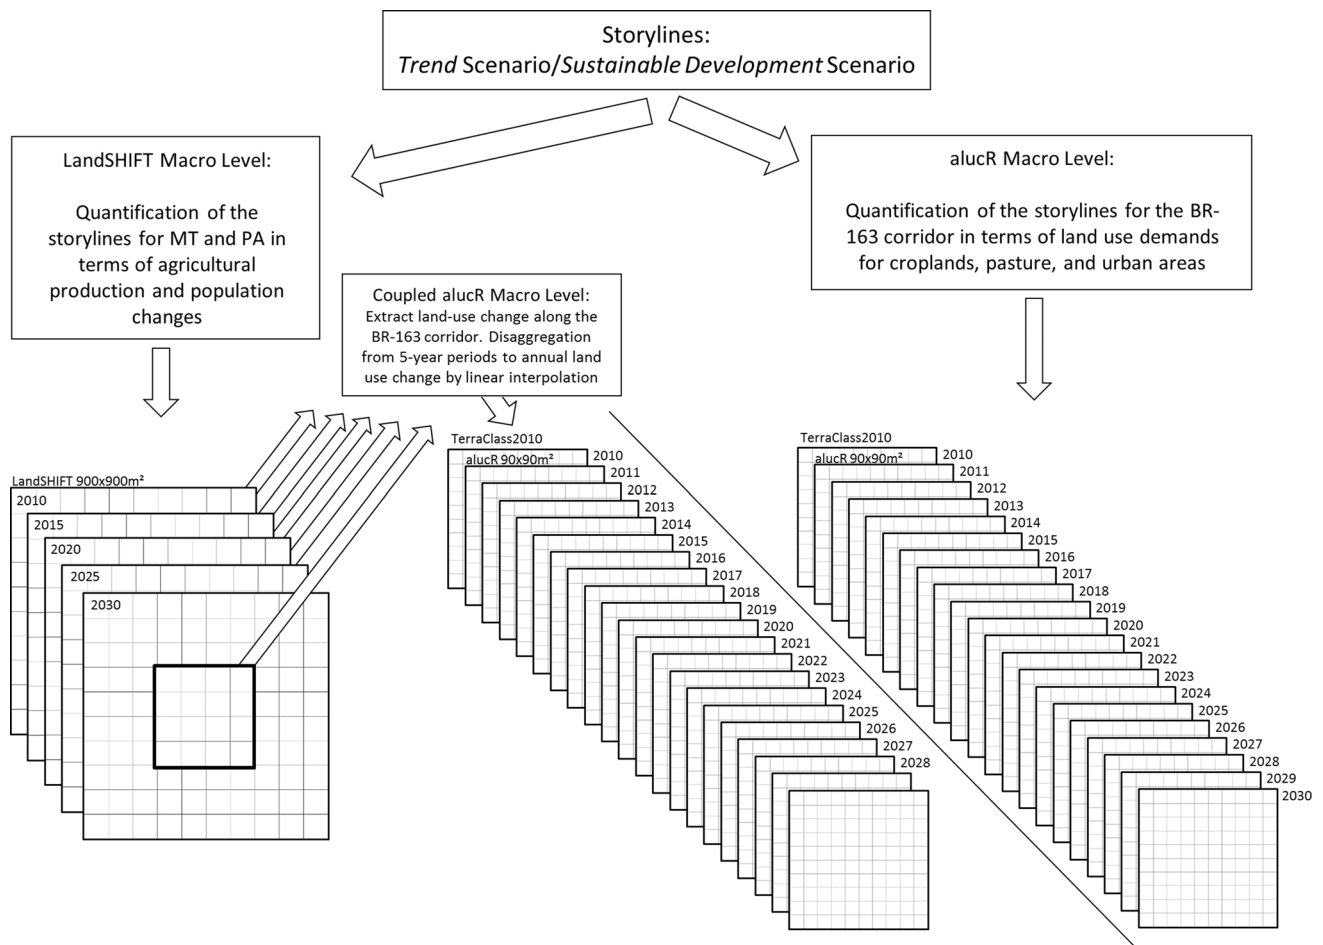 Storylines:
Trend Scenario/Sustainable Development Scenario
LandSHIFT Macro Level:
Quantification of the
storylines for MT and PA in
terms of agricultural
production and population
changes
alucR Macro Level:
Quantification of the storylines for the BR-
163 corridor in terms of land use demands
for croplands, pasture, and urban areas
Coupled alucR Macro Level:
Extract land-use change along the
BR-163 corridor. Disaggregation
from 5-year periods to annual land
use change by linear interpolation
LandSHIFT 900x900m²
2010
2015
2020
2025
2030
TerraClass2010
alucR 90x90m²
2010
2011
2012
2013
2014
2015
2016
2017
2018
2019
2020
2021
2022
2023
2024
2025
2026
2027
2028
TerraClass2010
alucR 90x90m²
2010
2011
2012
2013
2014
2015
2016
2017
2018
2019
2020
2021
2022
2023
2024
2025
2026
2027
2028
2029
2030